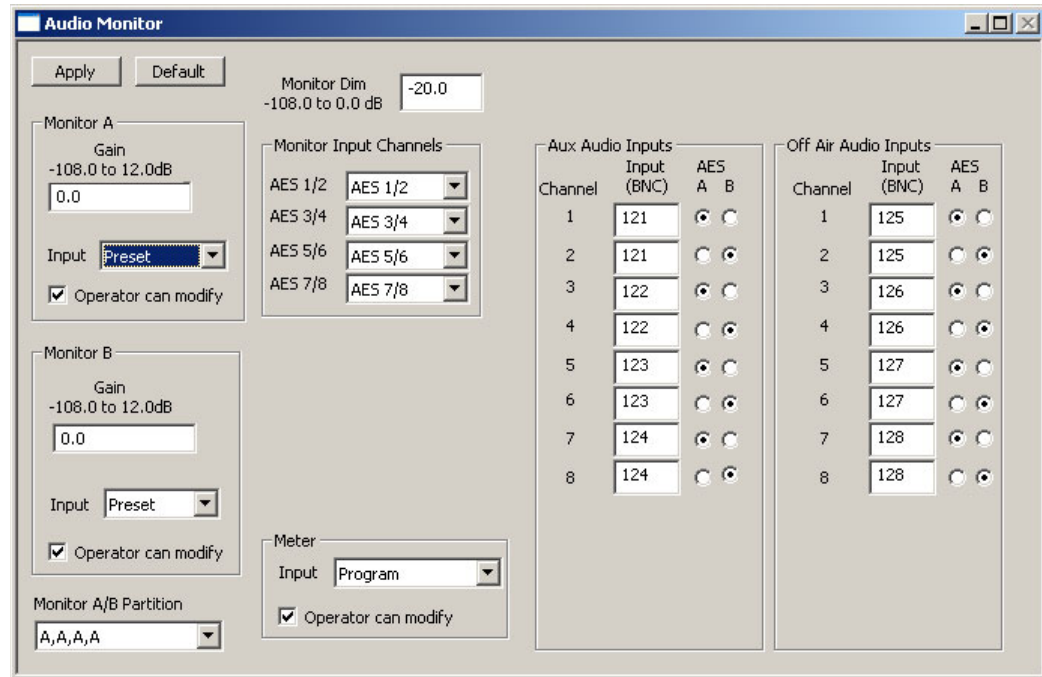 Audio Monitor
Apply
Default
Monitor Dim
-108.0 to 0.0 dB
-20.0
Monitor A
Gain
-108.0 to 12.0dB
0.0
Input
Preset
Operator can modify
Monitor B
Gain
-108.0 to 12.0dB
0.0
Input
Preset
Operator can modify
Monitor A/B Partition
A,A,A,A
Monitor Input Channels
AES 1/2 AES 1/2
AES 3/4 AES 3/4
AES 5/6 AES 5/6
AES 7/8 AES 7/8
Meter
Input Program
Operator can modify
Aux Audio Inputs
Input AES
Channel (BNC) A B
1 121
2 121
3 122
4 122
5 123
6 123
7 124
8 124
Off Air Audio Inputs
Input AES
Channel (BNC) A B
1 125
2 125
3 126
4 126
5 127
6 127
7 128
8 128